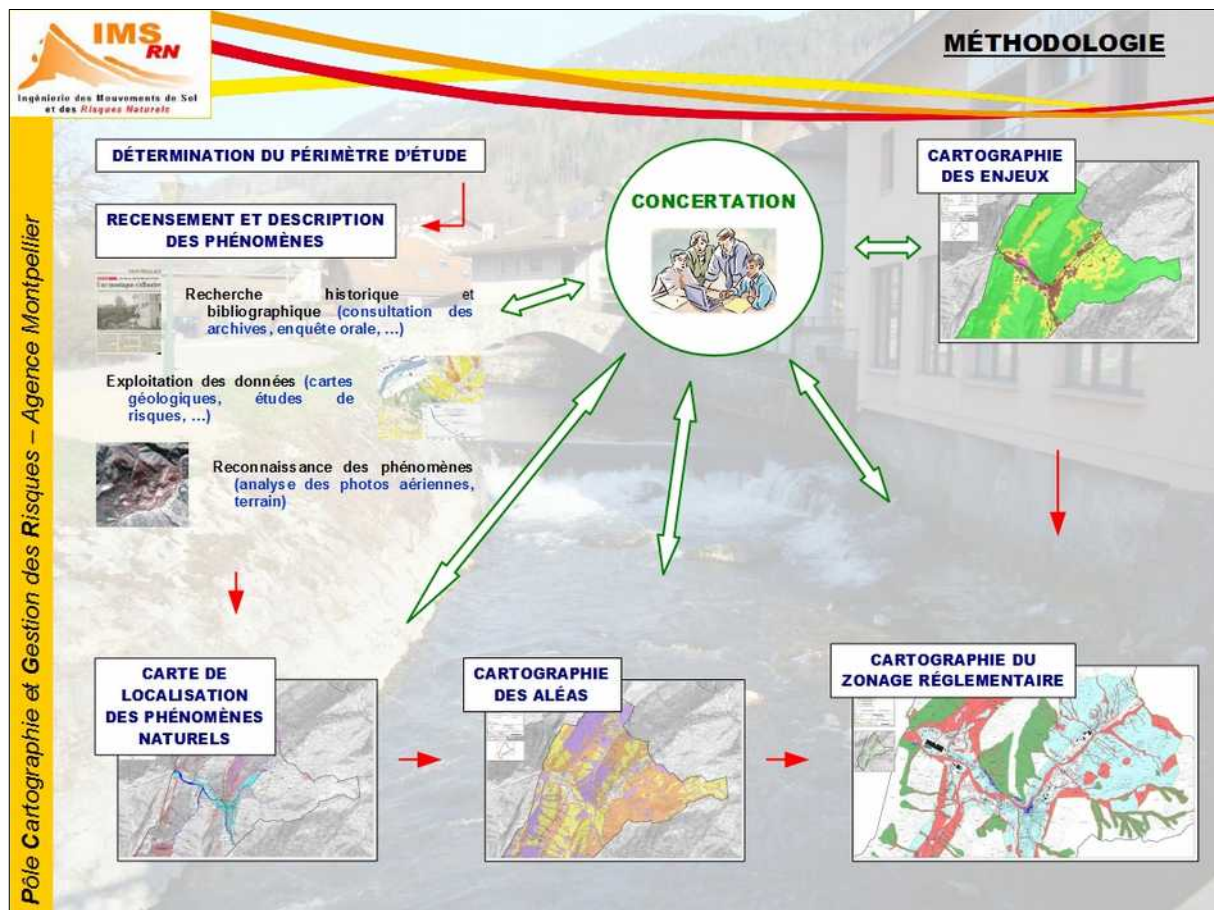 IMS
RN
Ingénierie des Mouvements de Sol
et des Risques Naturels
MÉTHODOLOGIE
Pôle Cartographie et Gestion des Risques – Agence Montpellier
DÉTERMINATION DU PÉRIMÈTRE D'ÉTUDE
RECENSEMENT ET DESCRIPTION
DES PHÉNOMÈNES
Recherche historique et
bibliographique (consultation des
archives, enquête orale, ...)
Exploitation des données (cartes
géologiques, études de
risques, ...)
Reconnaissance des phénomènes
(analyse des photos aériennes,
terrain)
CONCERTATION
CARTOGRAPHIE
DES ENJEUX
CARTE DE
LOCALISATION
DES PHÉNOMÈNES
NATURELS
CARTOGRAPHIE
DES ALÉAS
CARTOGRAPHIE DU
ZONAGE RÉGLEMENTAIRE